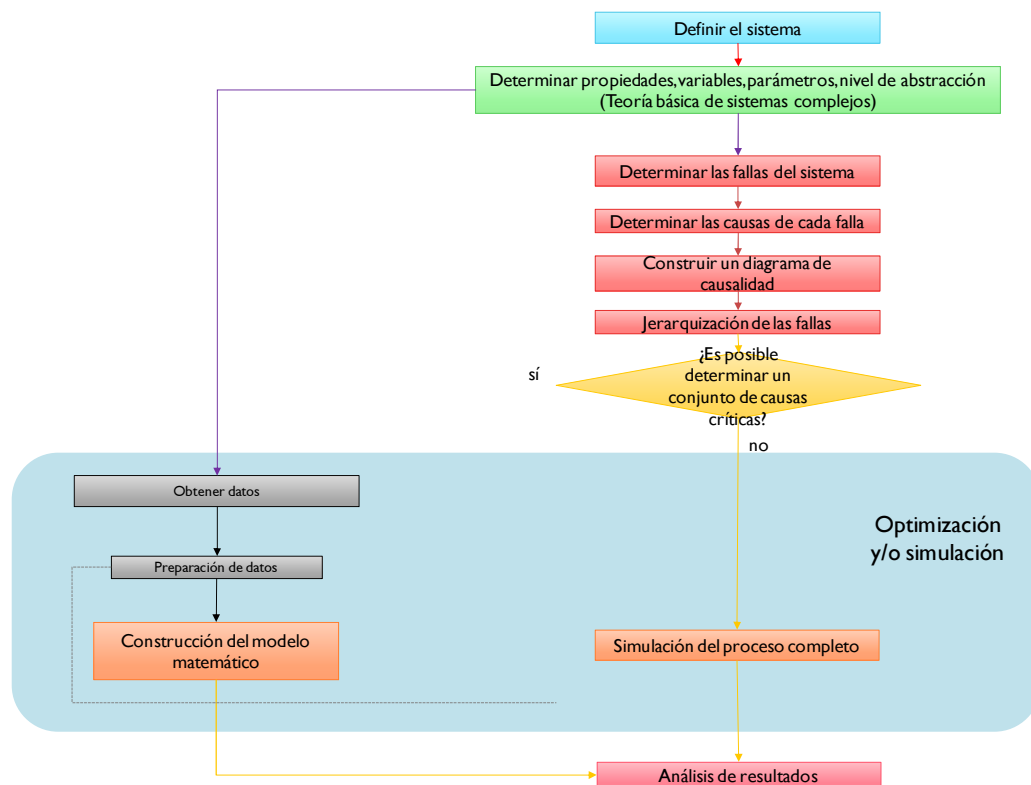 Definir el sistema
Determinar propiedades, variables, parámetros, nivel de abstracción
(Teoría básica de sistemas complejos)
Determinar las fallas del sistema
Determinar las causas de cada falla
Construir un diagrama de
causalidad
Jerarquización de las fallas
¿Es posible
determinar un
conjunto de causas
críticas?
sí
no
Obtener datos
Optimización
y/o simulación
Preparación de datos
Construcción del modelo
matemático
Simulación del proceso completo
Análisis de resultados